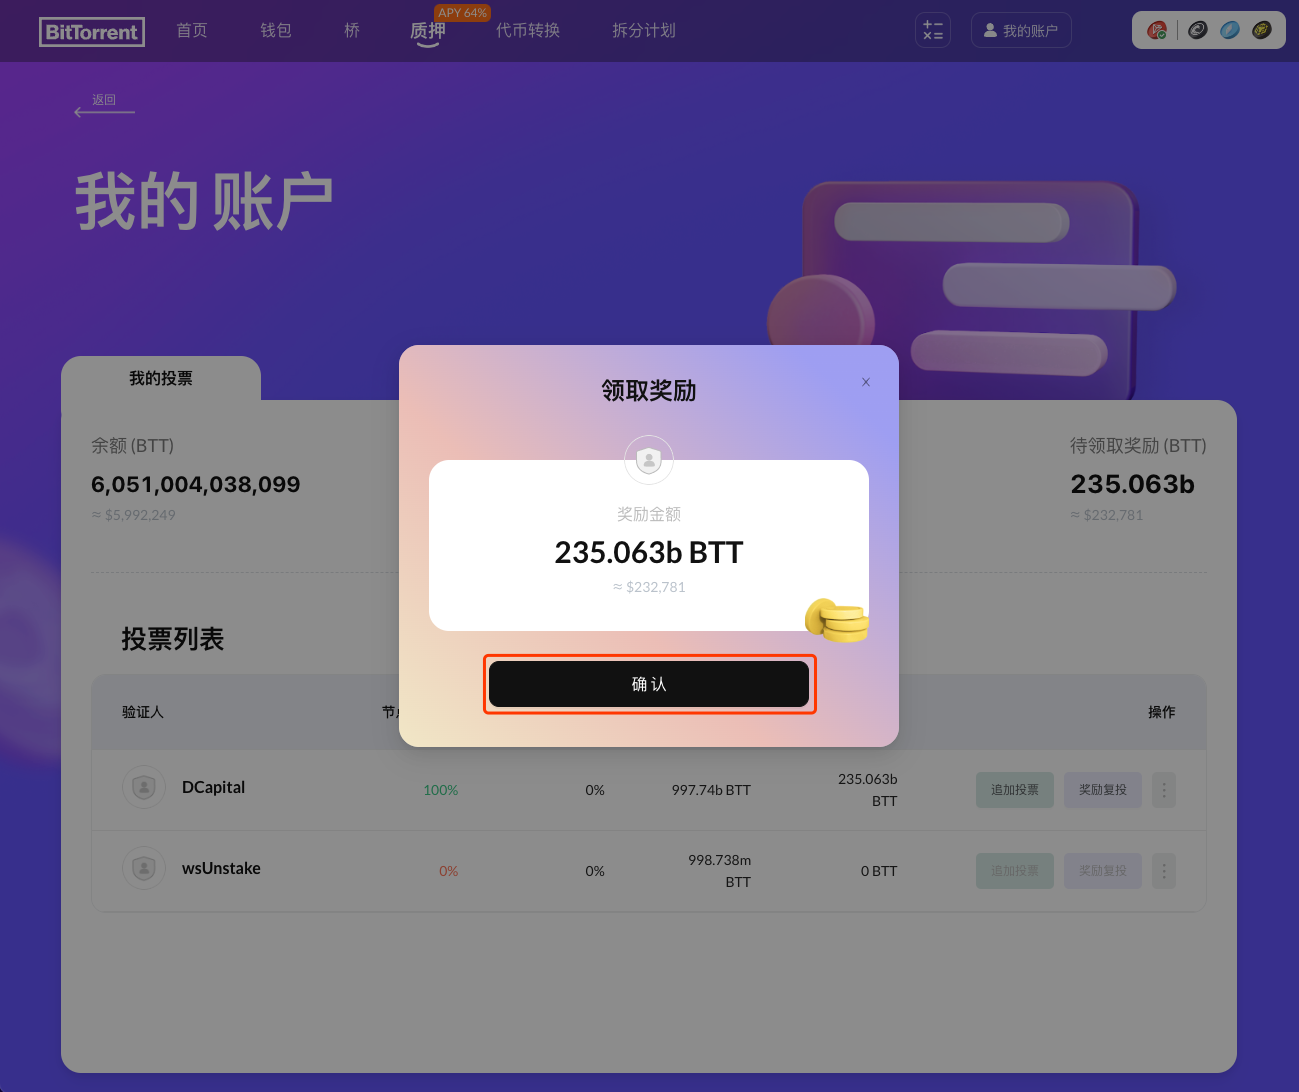 BitTorrent
首页
钱包
桥
质押
APY 64%
代币转换
拆分计划
我的账户
返回
我的账户
我的投票
余额 (BTT)
6,051,004,038,099
≈ $5,992,249
待领取奖励 (BTT)
235.063b
≈ $232,781
领取奖励
x
奖励金额
235.063b BTT
≈ $232,781
确认
投票列表
验证人
操作
DCapital
100%
0%
997.74b BTT
235.063b
BTT
追加投票
奖励复投
wsUnstake
0%
0%
998.738m
BTT
0 BTT
追加投票
奖励复投